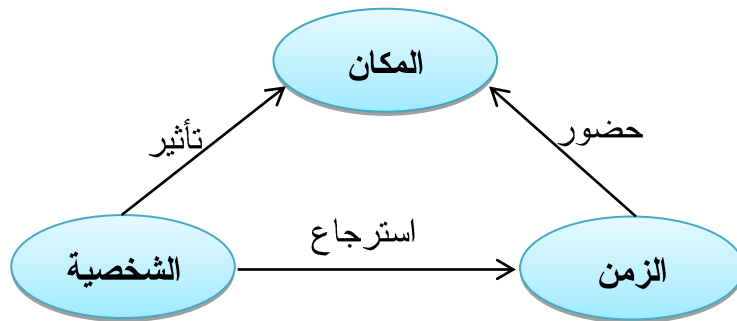 المكان
حضور
تأثير
استرجاع
الزمن
الشخصية